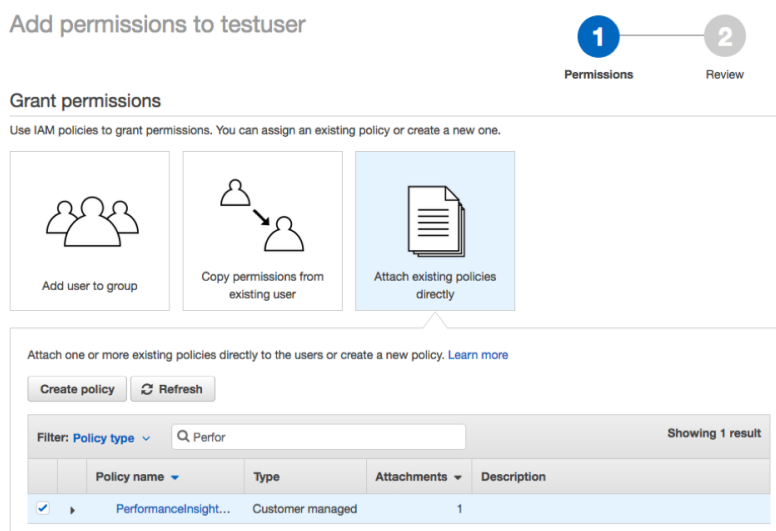 Add permissions to testuser
1
2
Permissions
Review
Grant permissions
Use IAM policies to grant permissions. You can assign an existing policy or create a new one.
Add user to group
Copy permissions from
existing user
Attach existing policies
directly
Attach one or more existing policies directly to the users or create a new policy. Learn more
Create policy
Refresh
Filter: Policy type
Perfor
Showing 1 result
Policy name
Type
Attachments
Description
PerformanceInsight...
Customer managed
1